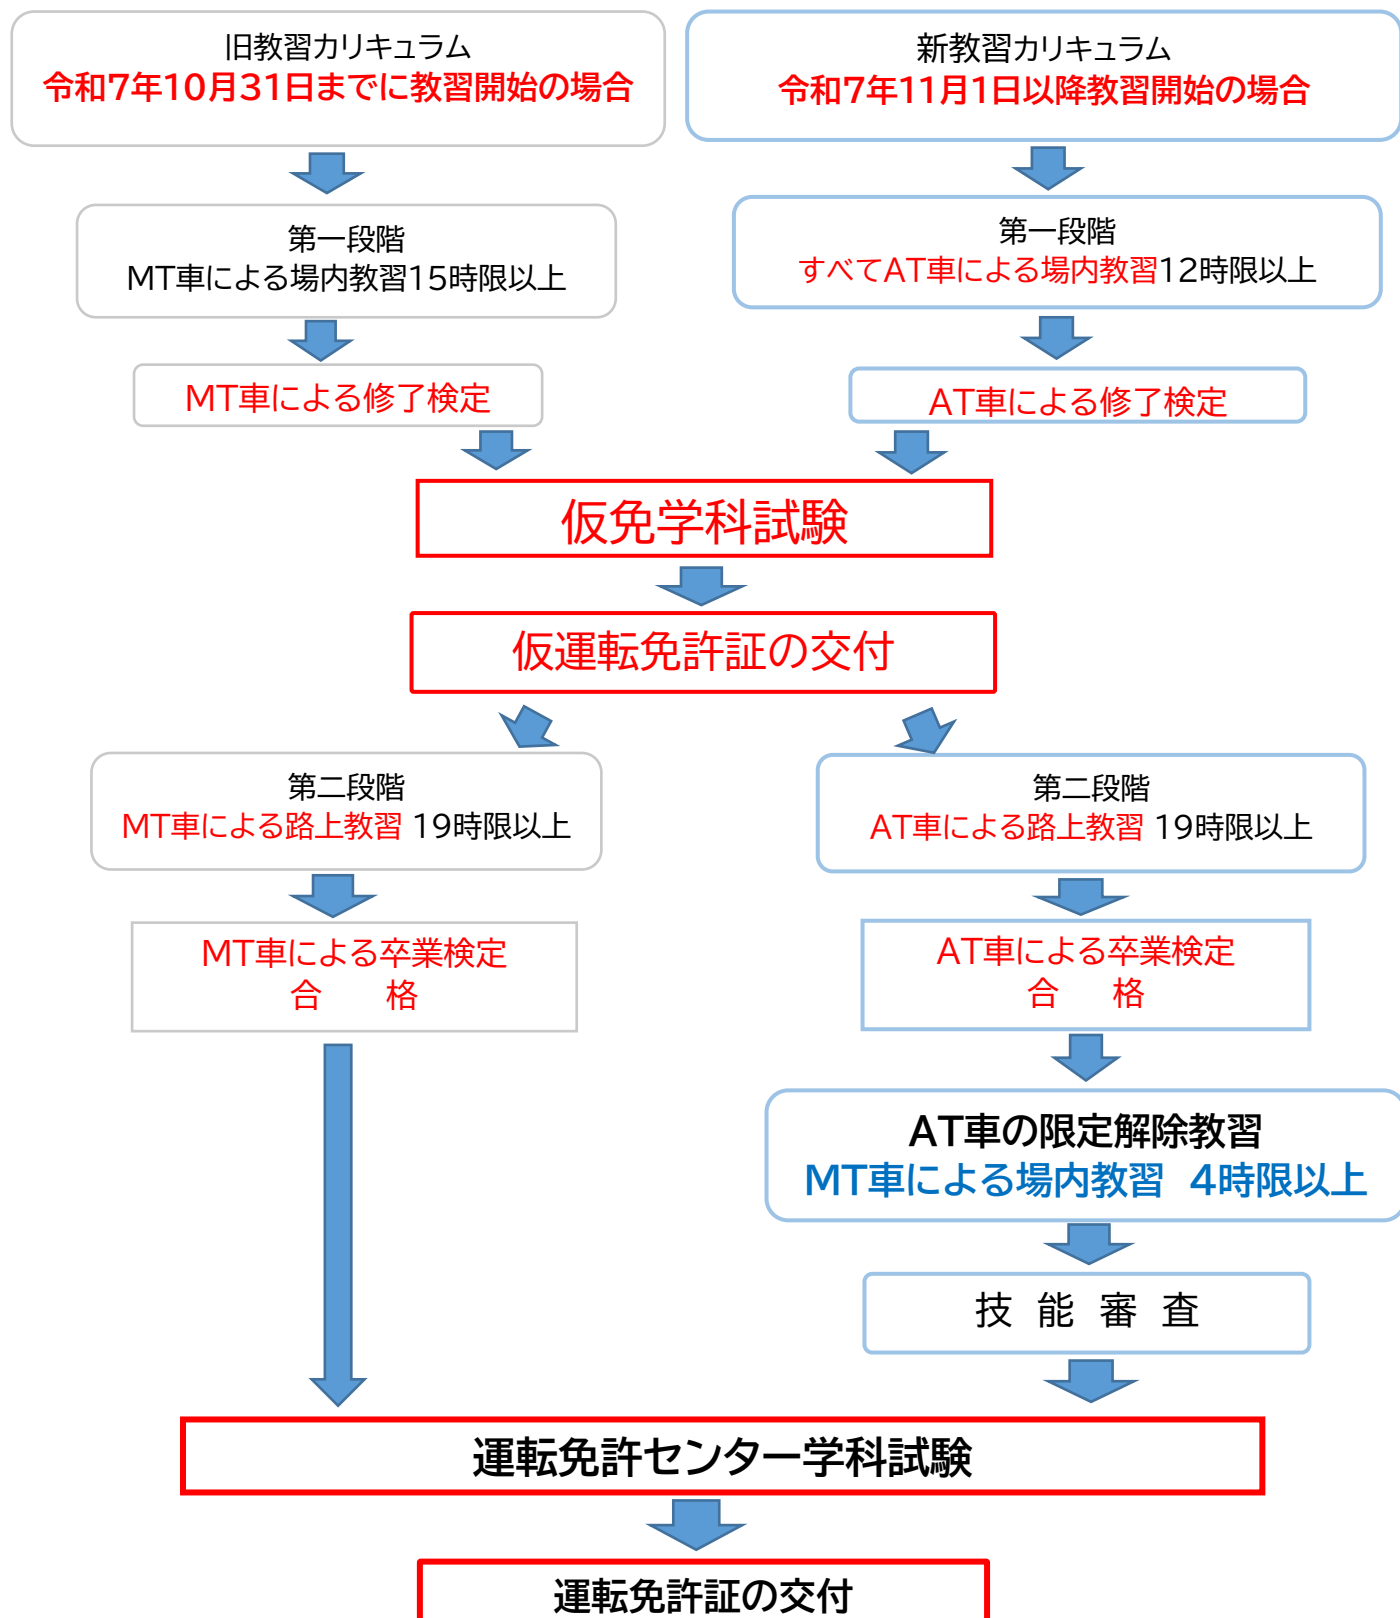 旧教習カリキュラム
令和7年10月31日までに教習開始の場合
新教習カリキュラム
令和7年11月1日以降教習開始の場合
第一段階
MT車による場内教習15時限以上
第一段階
すべてAT車による場内教習12時限以上
MT車による修了検定
AT車による修了検定
仮免学科試験
仮運転免許証の交付
第二段階
MT車による路上教習 19時限以上
第二段階
AT車による路上教習 19時限以上
MT車による卒業検定
合　格
AT車による卒業検定
合　格
AT車の限定解除教習
MT車による場内教習 4時限以上
技 能 審 査
運転免許センター学科試験
運転免許証の交付